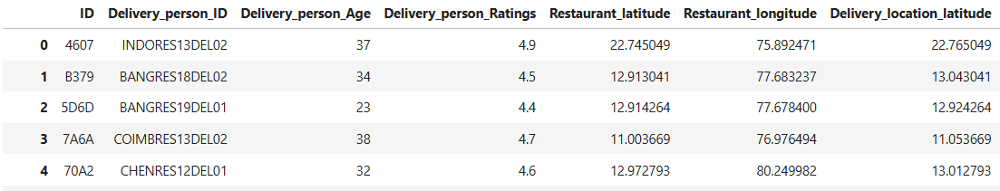 ID Delivery_person_ID Delivery_person_Age Delivery_person_Ratings Restaurant_latitude Restaurant_longitude Delivery_location_latitude
0 4607 INDORES13DEL02 37 4.9 22.745049 75.892471 22.765049
1 B379 BANGRES18DEL02 34 4.5 12.913041 77.683237 13.043041
2 5D6D BANGRES19DEL01 23 4.4 12.914264 77.678400 12.924264
3 7A6A COIMBRES13DEL02 38 4.7 11.003669 76.976494 11.053669
4 70A2 CHENRES12DEL01 32 4.6 12.972793 80.249982 13.012793